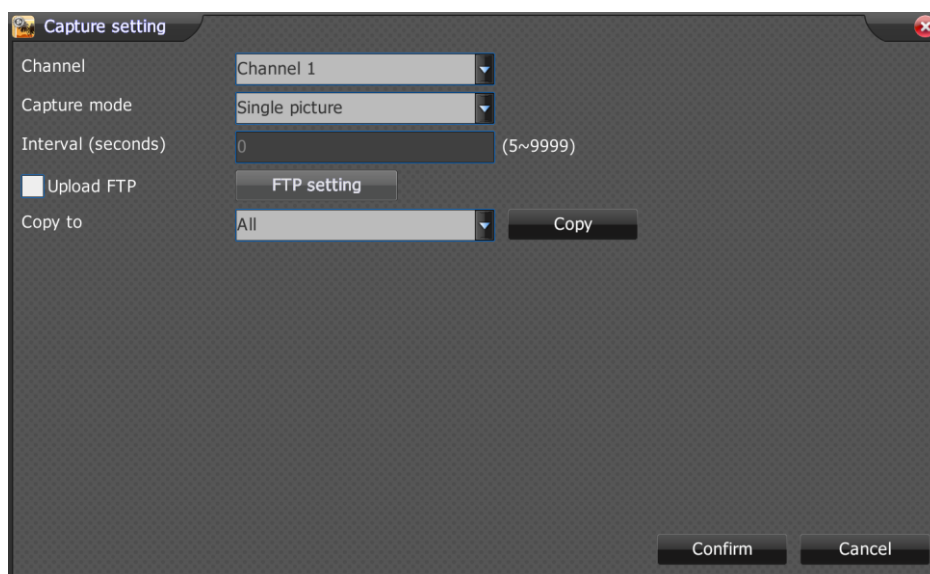 Capture setting
Channel Channel 1
Capture mode Single picture
Interval (seconds) 0 (5~9999)
Upload FTP FTP setting
Copy to All Copy
Confirm Cancel